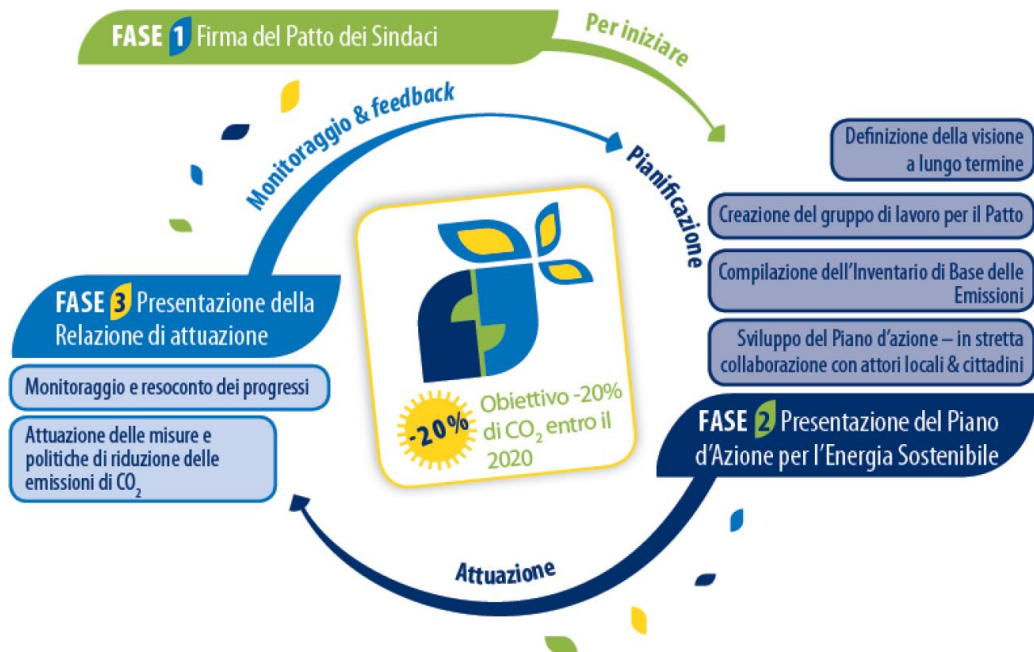 FASE 1 Firma del Patto dei Sindaci
Per iniziare
Monitoraggio & feedback
Pianificazione
Definizione della visione
a lungo termine
Creazione del gruppo di lavoro per il Patto
Compilazione dell'Inventario di Base delle
Emissioni
Sviluppo del Piano d'azione – in stretta
collaborazione con attori locali & cittadini
FASE 2 Presentazione del Piano
d'Azione per l'Energia Sostenibile
Attuazione
FASE 3 Presentazione della
Relazione di attuazione
Monitoraggio e resoconto dei progressi
Attuazione delle misure e
politiche di riduzione delle
emissioni di CO₂
-20%
Obiettivo -20%
di CO₂ entro il
2020